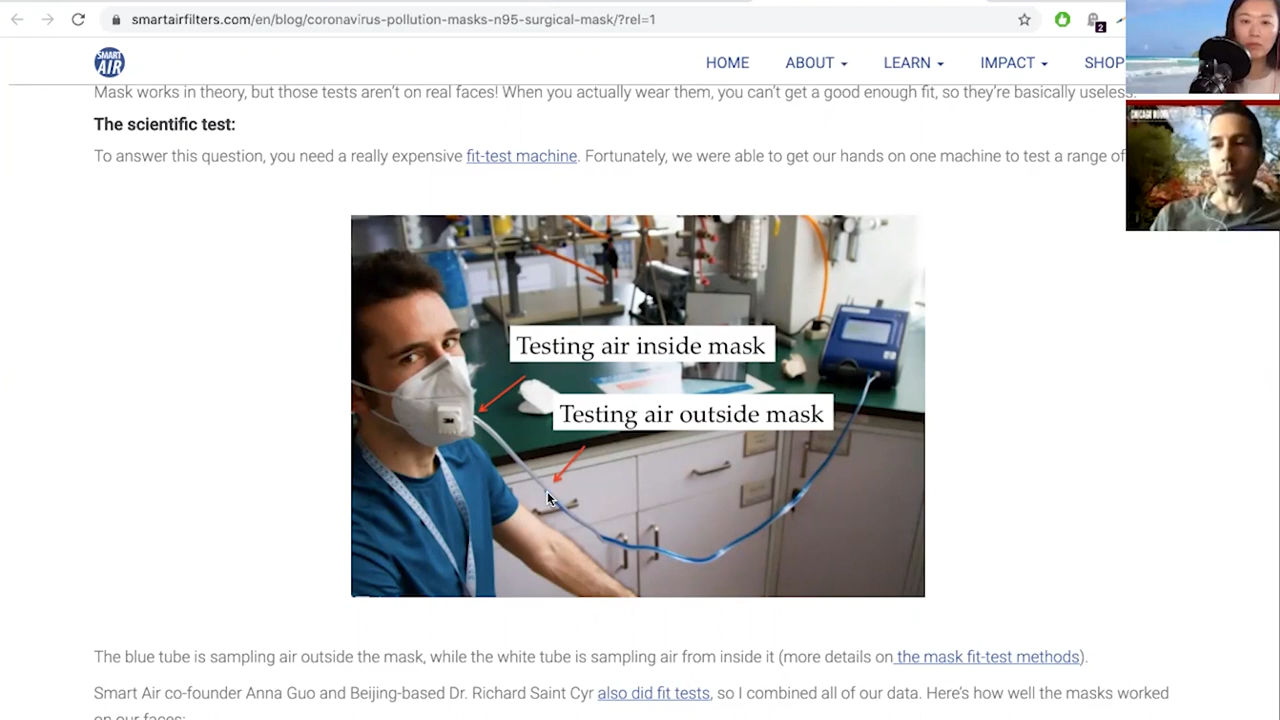 smartairfilters.com/en/blog/coronavirus-pollution-masks-n95-surgical-mask/?rel=1
2
SMART
AIR
HOME ABOUT LEARN IMPACT SHOP
Mask works in theory, but those tests aren't on real faces! When you actually wear them, you can't get a good enough fit, so they're basically useless.
The scientific test:
To answer this question, you need a really expensive fit-test machine. Fortunately, we were able to get our hands on one machine to test a range of
CHICAGO BOOTH
Testing air inside mask
Testing air outside mask
3M
The blue tube is sampling air outside the mask, while the white tube is sampling air from inside it (more details on the mask fit-test methods).
Smart Air co-founder Anna Guo and Beijing-based Dr. Richard Saint Cyr also did fit tests, so I combined all of our data. Here's how well the masks worked
on our faces: